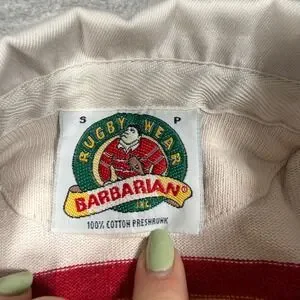 S P
RUGBY WEAR
BARBARIAN®
INC.
100% COTTON PRESHRUNK